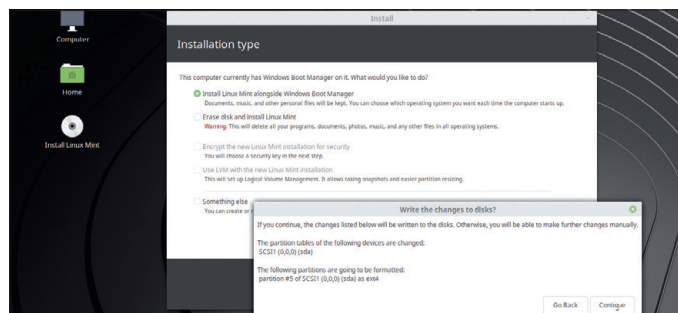 Install
Computer
Installation type
This computer currently has Windows Boot Manager on it. What would you like to do?
Home
Install Linux Mint alongside Windows Boot Manager
Documents, music, and other personal files will be kept. You can choose which operating system you want each time the computer starts up.
Erase disk and install Linux Mint
Warning: This will delete all your programs, documents, photos, music, and any other files in all operating systems.
Install Linux Mint
Encrypt the new Linux Mint installation for security
You will choose a security key in the next step.
Use LVM with the new Linux Mint installation
This will set up Logical Volume Management. It allows taking snapshots and easier partition resizing.
Something else
You can create or
Write the changes to disks?
If you continue, the changes listed below will be written to the disks. Otherwise, you will be able to make further changes manually.
The partition tables of the following devices are changed:
SCSI1 (0,0,0) (sda)
The following partitions are going to be formatted:
partition #5 of SCSI1 (0,0,0) (sda) as ext4
Go Back Continue